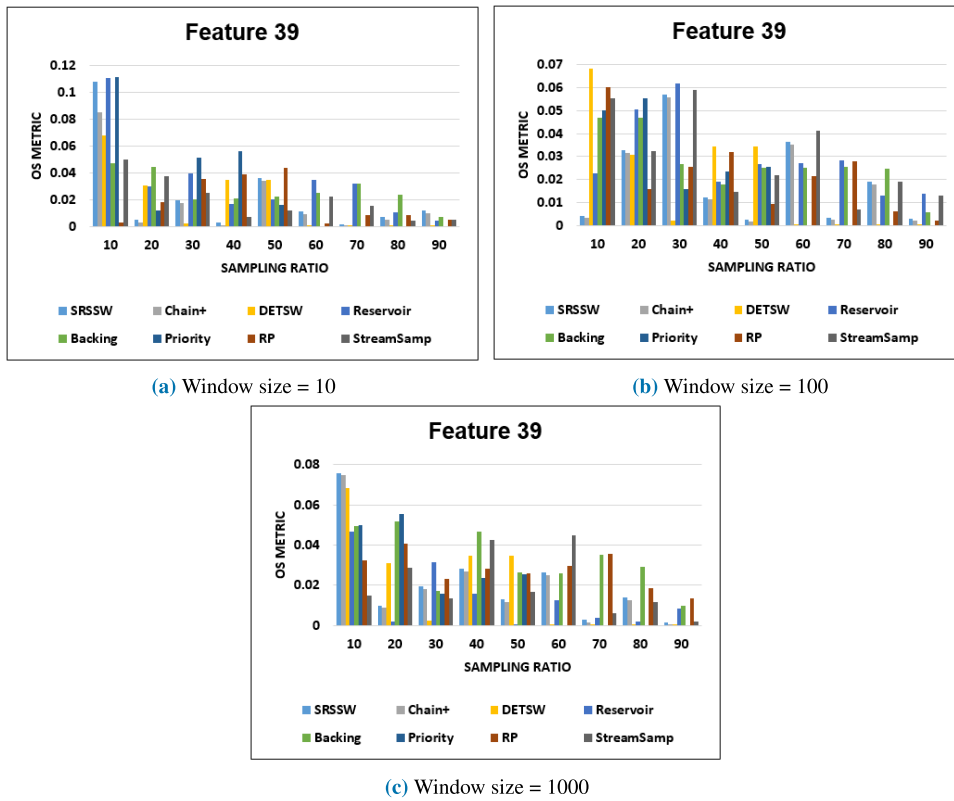 Feature 39
0.12
0.1
0.08
0.06
0.04
0.02
0
OS METRIC
10 20 30 40 50 60 70 80 90
SAMPLING RATIO
SRSSW Chain+ DETSW Reservoir
Backing Priority RP StreamSamp
(a) Window size = 10
Feature 39
0.07
0.06
0.05
0.04
0.03
0.02
0.01
0
OS METRIC
10 20 30 40 50 60 70 80 90
SAMPLING RATIO
SRSSW Chain+ DETSW Reservoir
Backing Priority RP StreamSamp
(b) Window size = 100
Feature 39
0.08
0.06
0.04
0.02
0
OS METRIC
10 20 30 40 50 60 70 80 90
SAMPLING RATIO
SRSSW Chain+ DETSW Reservoir
Backing Priority RP StreamSamp
(c) Window size = 1000